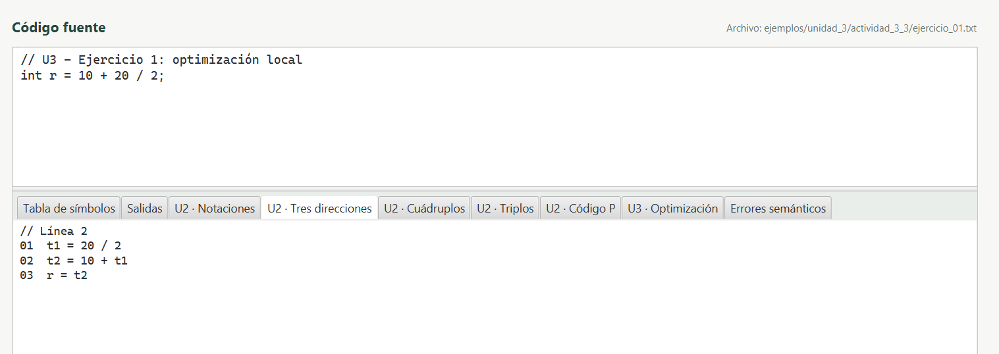 Código fuente
Archivo: ejemplos/unidad_3/actividad_3_3/ejercicio_01.txt
// U3 – Ejercicio 1: optimización local
int r = 10 + 20 / 2;
Tabla de símbolos Salidas U2 · Notaciones U2 · Tres direcciones U2 · Cuádruplos U2 · Triplos U2 · Código P U3 · Optimización Errores semánticos
// Línea 2
01  t1 = 20 / 2
02  t2 = 10 + t1
03  r = t2